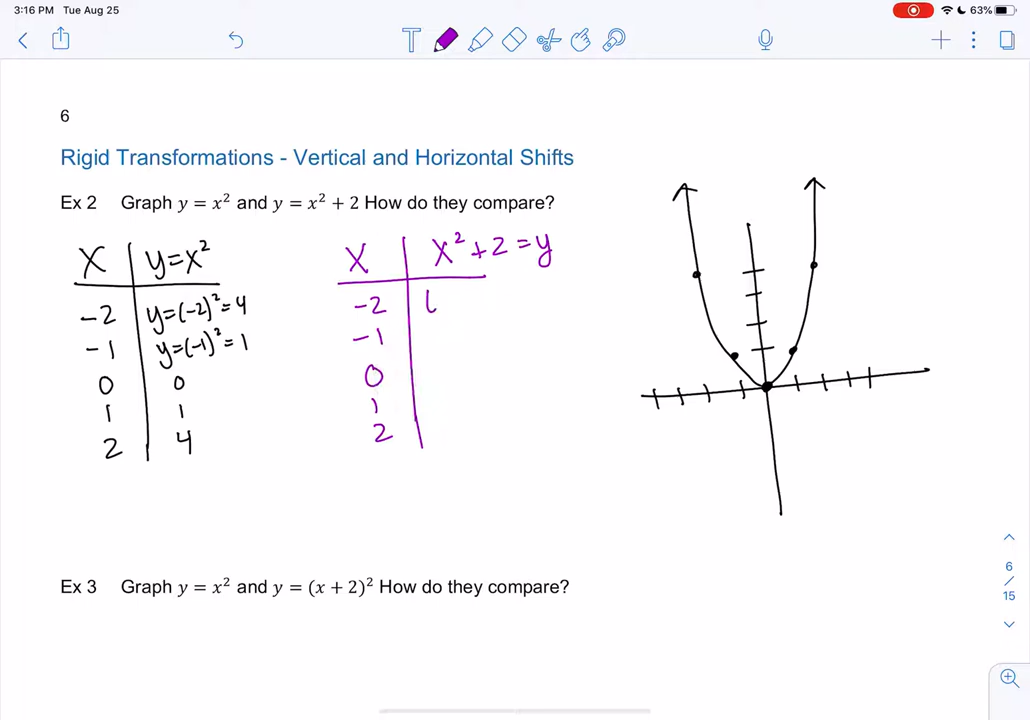 3:16 PM Tue Aug 25
63%
6
Rigid Transformations - Vertical and Horizontal Shifts
Ex 2 Graph y = x² and y = x² + 2 How do they compare?
X y=x²
-2 y=(-2)²=4
-1 y=(-1)²=1
0 0
1 1
2 4
X x²+2=y
-2 (
-1
0
1
2
Ex 3 Graph y = x² and y = (x + 2)² How do they compare?
6
/
15